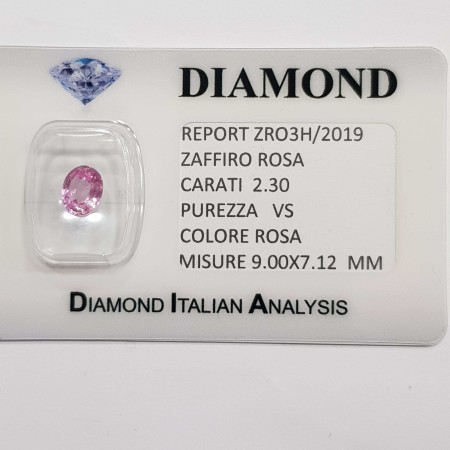 DIAMOND
REPORT ZRO3H/2019
ZAFFIRO ROSA
CARATI 2.30
PUREZZA VS
COLORE ROSA
MISURE 9.00X7.12 MM
DIAMOND ITALIAN ANALYSIS